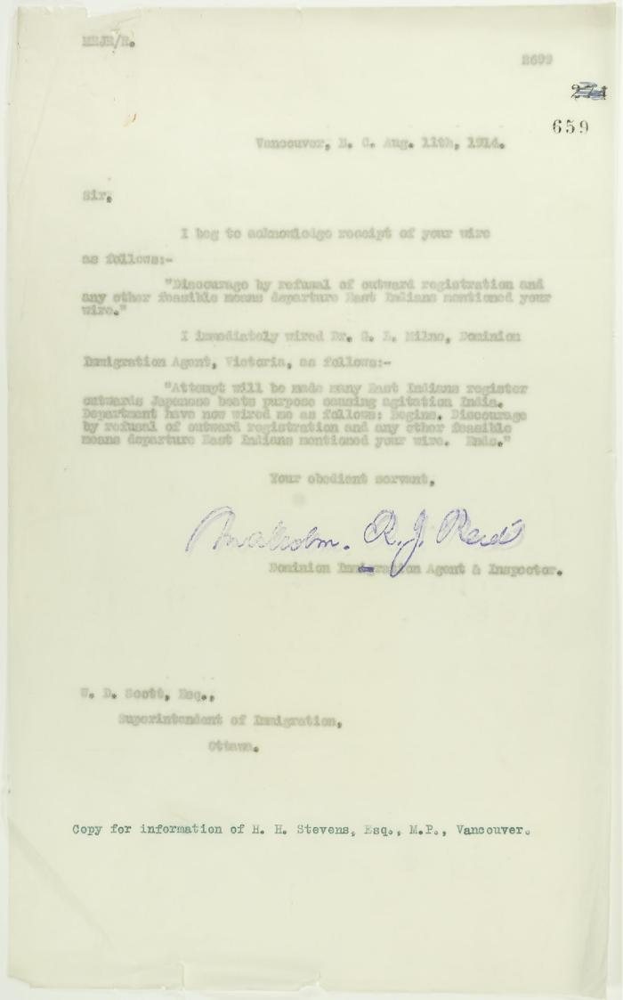 MRJR/R.
2699
274
659
Vancouver, B. C. Aug. 11th, 1914.
Sir,
I beg to acknowledge receipt of your wire
as follows:-
"Discourage by refusal of outward registration and
any other feasible means departure East Indians mentioned your
wire."
I immediately wired Dr. G. L. Milne, Dominion
Immigration Agent, Victoria, as follows:-
"Attempt will be made many East Indians register
outwards Japanese boats purpose causing agitation India.
Department have now wired me as follows: Begins. Discourage
by refusal of outward registration and any other feasible
means departure East Indians mentioned your wire. Ends."
Your obedient servant,
Malcolm. R. J. Reid
Dominion Immigration Agent & Inspector.
W. D. Scott, Esq.,
Superintendent of Immigration,
Ottawa.
Copy for information of H. H. Stevens, Esq., M.P., Vancouver.